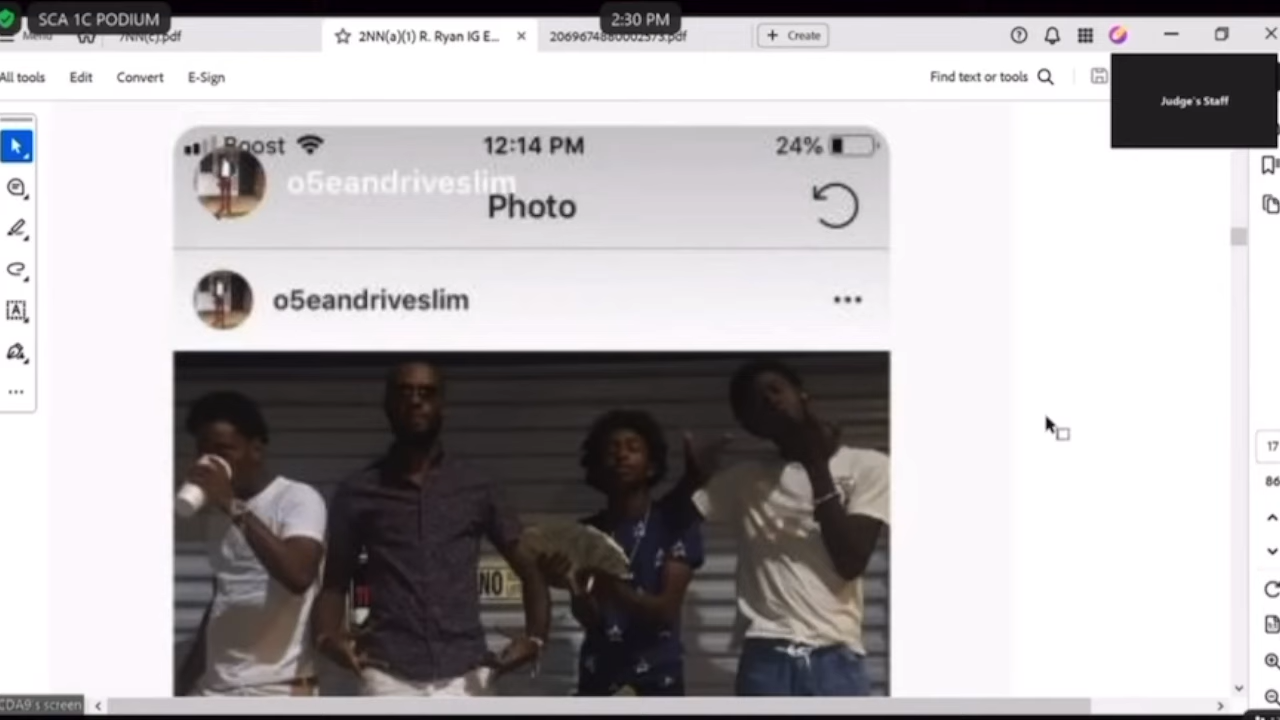 SCA 1C PODIUM
2:30 PM
Menu
7NN(c).pdf
2NN(a)(1) R. Ryan IG E...
2069674880002573.pdf
+ Create
All tools
Edit
Convert
E-Sign
Find text or tools
Judge's Staff
Boost
12:14 PM
24%
o5eandriveslim
Photo
o5eandriveslim
•••
NO
17
86
CDA9's screen